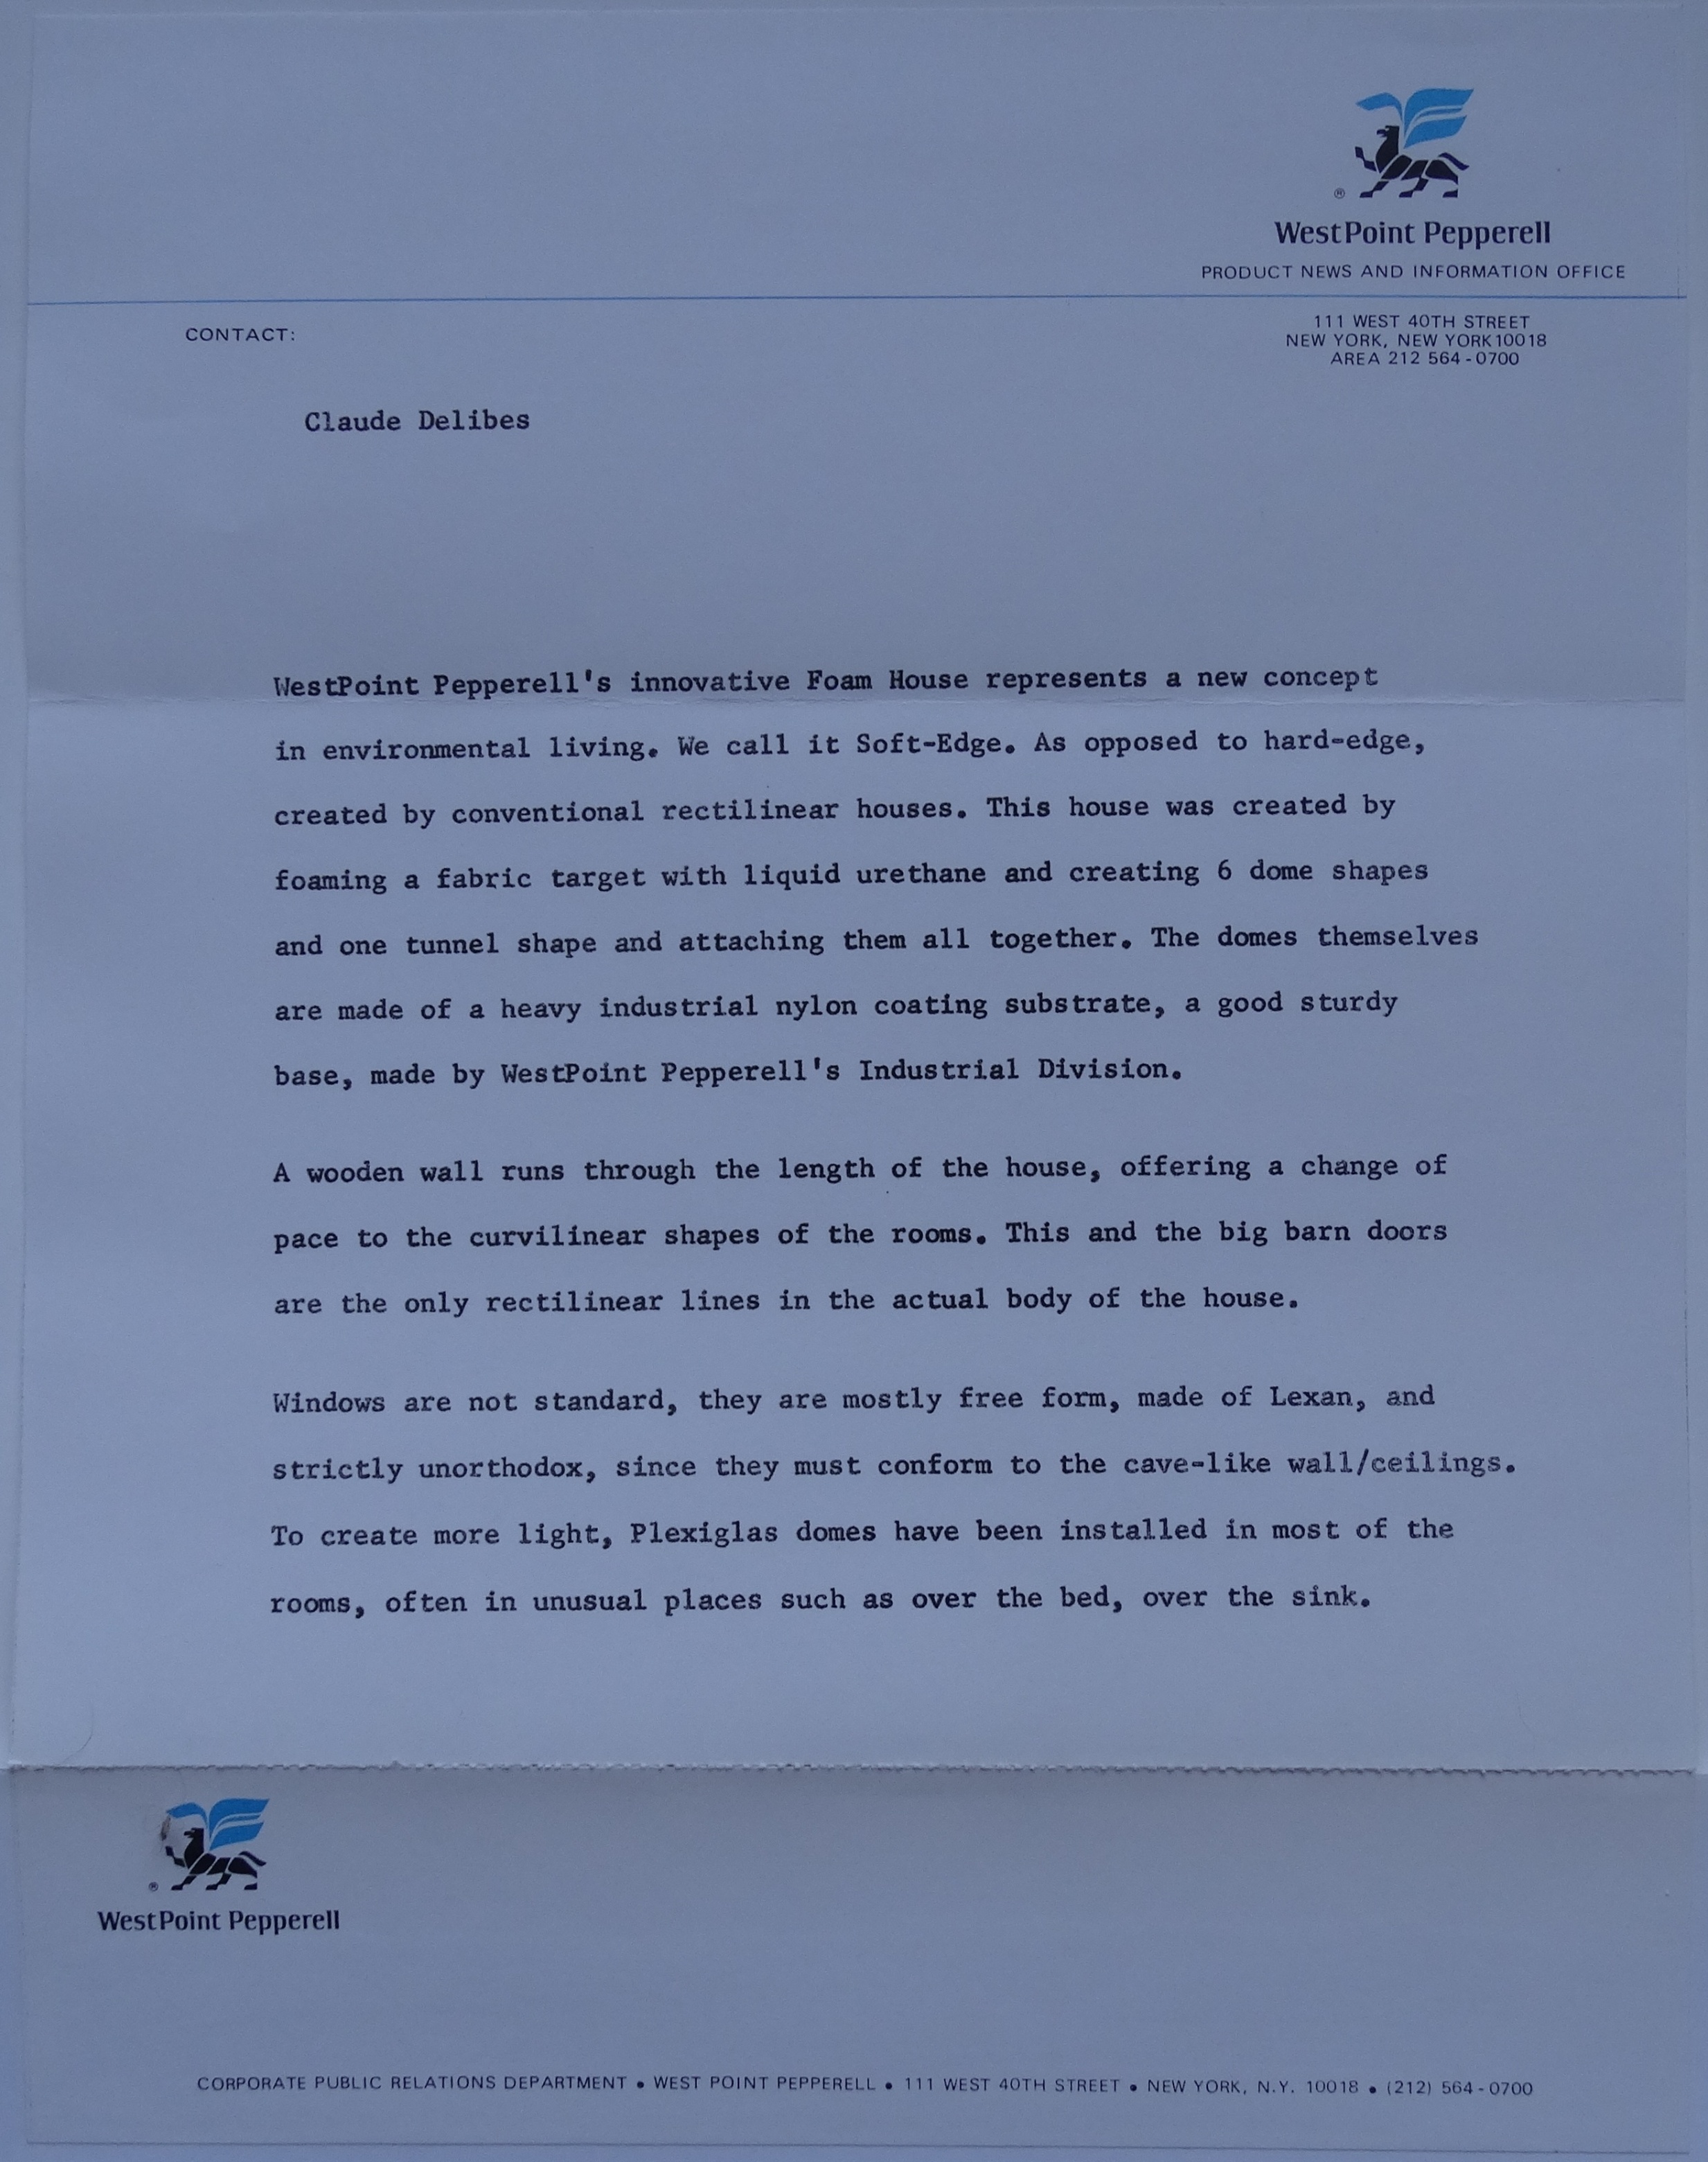 ®
WestPoint Pepperell
PRODUCT NEWS AND INFORMATION OFFICE
CONTACT:
111 WEST 40TH STREET
NEW YORK, NEW YORK 10018
AREA 212 564-0700
Claude Delibes
WestPoint Pepperell's innovative Foam House represents a new concept
in environmental living. We call it Soft-Edge. As opposed to hard-edge,
created by conventional rectilinear houses. This house was created by
foaming a fabric target with liquid urethane and creating 6 dome shapes
and one tunnel shape and attaching them all together. The domes themselves
are made of a heavy industrial nylon coating substrate, a good sturdy
base, made by WestPoint Pepperell's Industrial Division.
A wooden wall runs through the length of the house, offering a change of
pace to the curvilinear shapes of the rooms. This and the big barn doors
are the only rectilinear lines in the actual body of the house.
Windows are not standard, they are mostly free form, made of Lexan, and
strictly unorthodox, since they must conform to the cave-like wall/ceilings.
To create more light, Plexiglas domes have been installed in most of the
rooms, often in unusual places such as over the bed, over the sink.
®
WestPoint Pepperell
CORPORATE PUBLIC RELATIONS DEPARTMENT • WEST POINT PEPPERELL • 111 WEST 40TH STREET • NEW YORK, N.Y. 10018 • (212) 564-0700